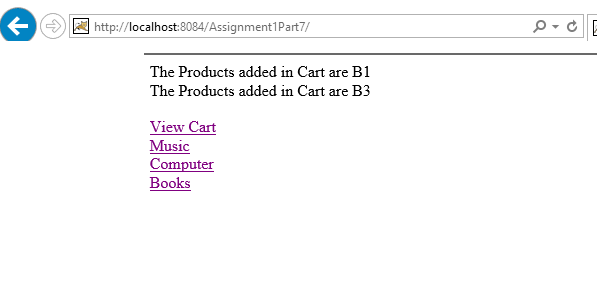 http://localhost:8084/Assignment1Part7/
The Products added in Cart are B1
The Products added in Cart are B3
View Cart
Music
Computer
Books